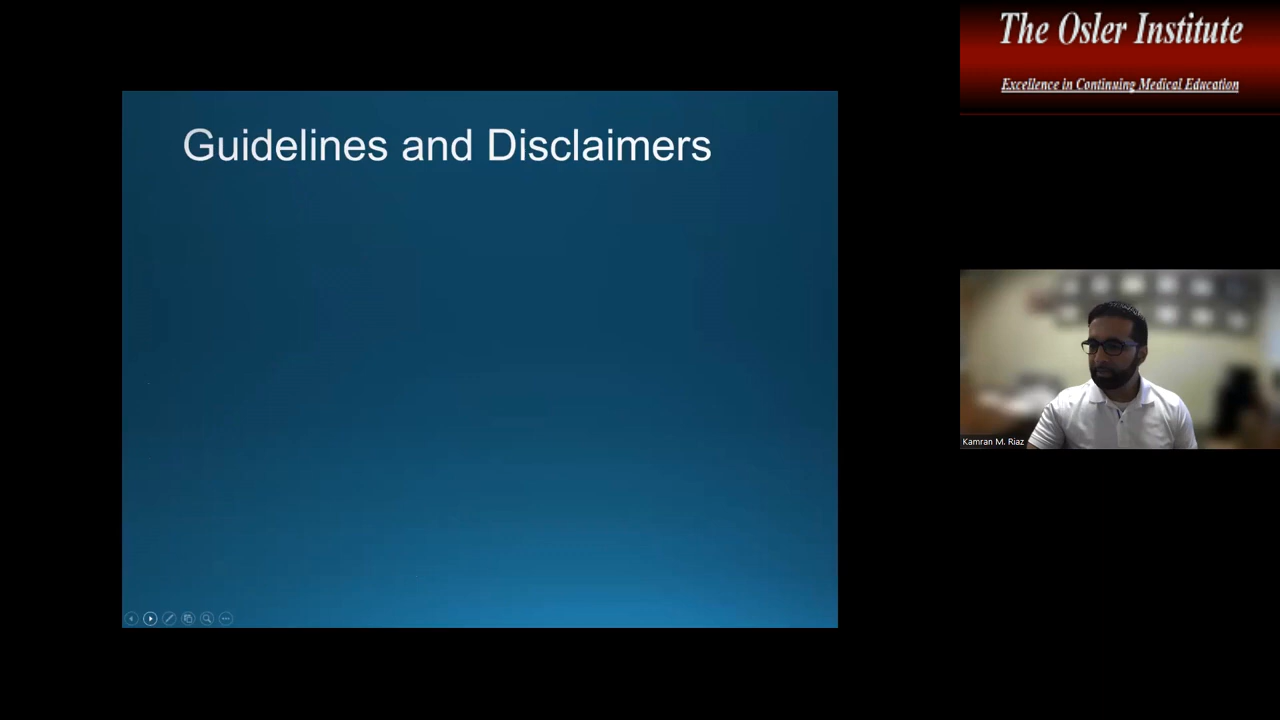 The Osler Institute
Excellence in Continuing Medical Education
Guidelines and Disclaimers
Kamran M. Riaz